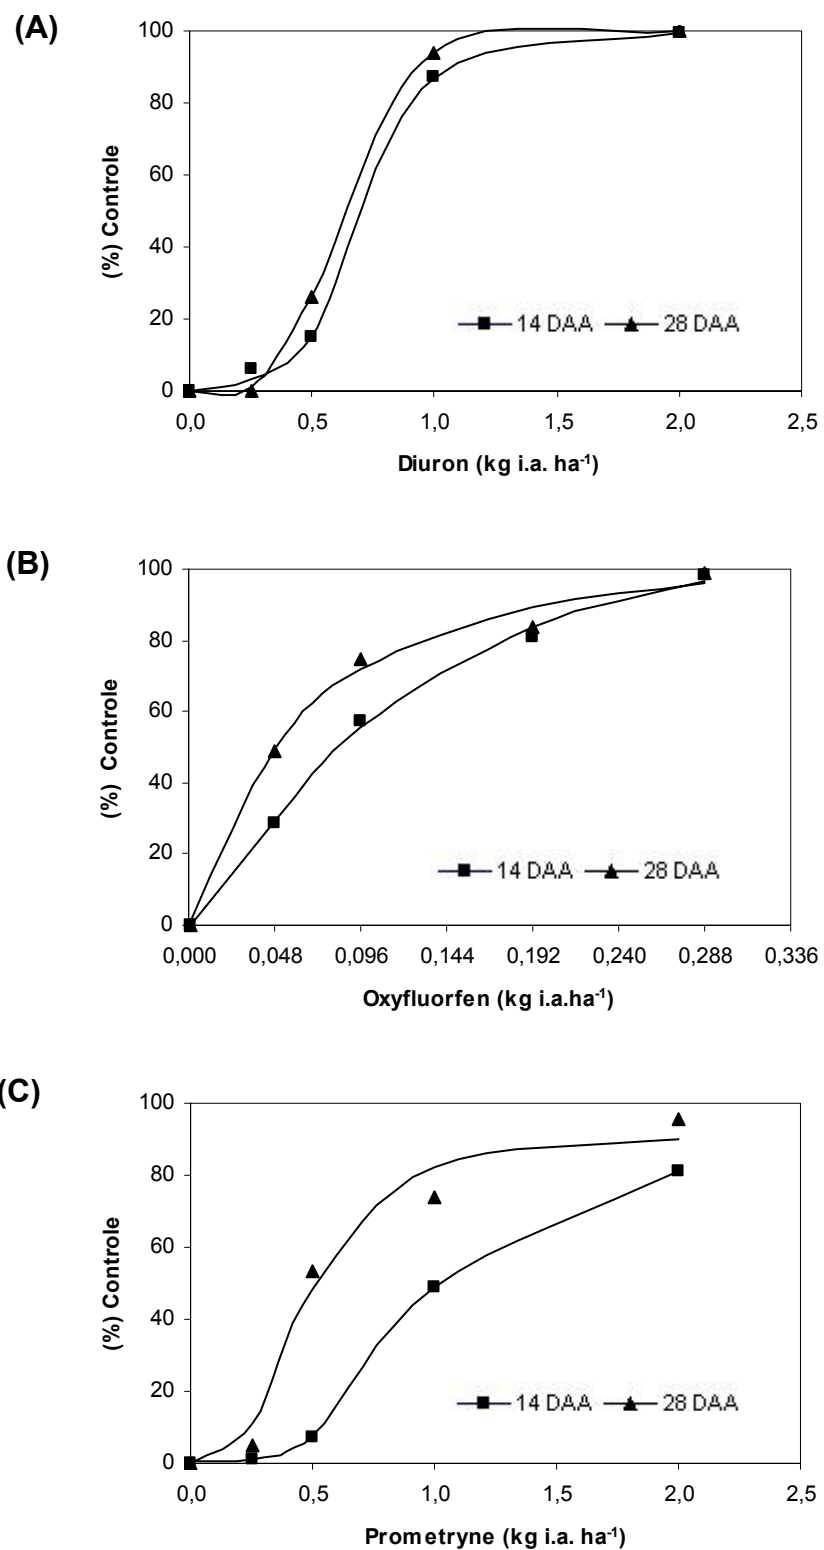 (A)
100
80
60
40
20
0
(%) Controle
14 DAA 28 DAA
0,0 0,5 1,0 1,5 2,0 2,5
Diuron (kg i.a. ha-1)
(B)
100
80
60
40
20
0
(%) Controle
14 DAA 28 DAA
0,000 0,048 0,096 0,144 0,192 0,240 0,288 0,336
Oxyfluorfen (kg i.a.ha-1)
(C)
100
80
60
40
20
0
(%) Controle
14 DAA 28 DAA
0,0 0,5 1,0 1,5 2,0 2,5
Prometryne (kg i.a. ha-1)